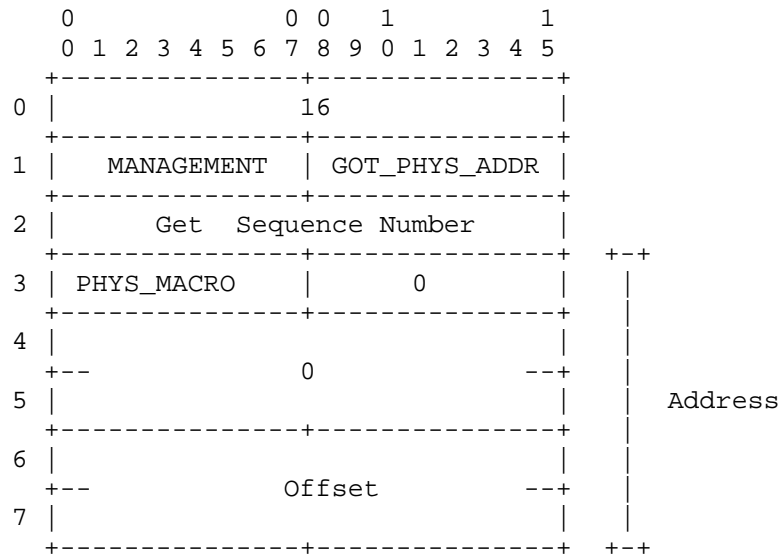 0             0 0   1         1
     0 1 2 3 4 5 6 7 8 9 0 1 2 3 4 5
    +---------------+---------------+
0   |               16              |
    +---------------+---------------+
1   |   MANAGEMENT  | GOT_PHYS_ADDR |
    +---------------+---------------+
2   |      Get  Sequence Number     |
    +---------------+---------------+  +-+
3   | PHYS_MACRO    |      0        |   |
    +---------------+---------------+   |
4   |                               |   |
    +--             0             --+   |
5   |                               |   |  Address
    +---------------+---------------+   |
6   |                               |   |
    +--            Offset         --+   |
7   |                               |   |
    +---------------+---------------+  +-+